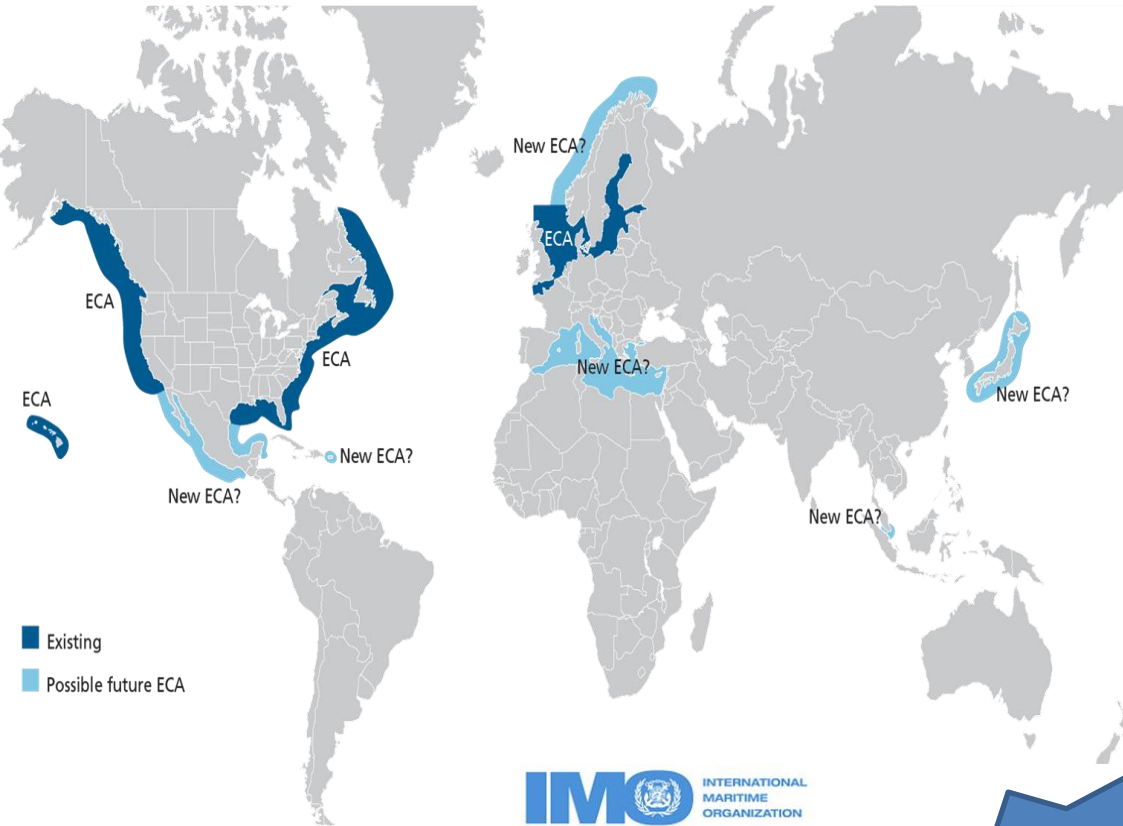 New ECA?
ECA
ECA
ECA
ECA
New ECA?
New ECA?
New ECA?
New ECA?
New ECA?
Existing
Possible future ECA
IMO
INTERNATIONAL
MARITIME
ORGANIZATION